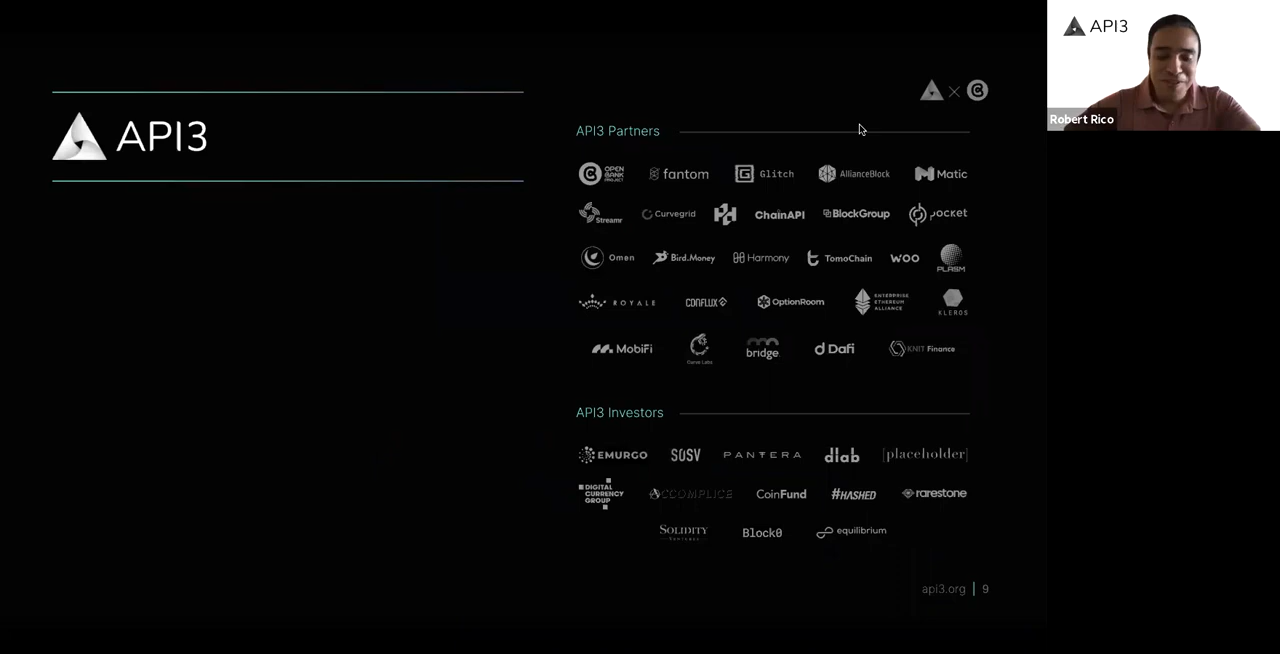 API3
API3 Partners
OPEN BANK PROJECT
fantom
Glitch
AllianceBlock
Matic
Streamr
Curvegrid
ChainAPI
BlockGroup
pocket
Omen
Bird.Money
Harmony
TomoChain
WOO
PLASM
ROYALE
CONFLUX
OptionRoom
ENTERPRISE ETHEREUM ALLIANCE
KLEROS
MobiFi
bridge
Dafi
KNIT Finance
API3 Investors
EMURGO
SOSV
PANTERA
dlab
[placeholder]
DIGITAL CURRENCY GROUP
ACCOMPLICE
CoinFund
#HASHED
rarestone
SOLIDITY
VENTURES
Block0
equilibrium
api3.org | 9
API3
Robert Rico